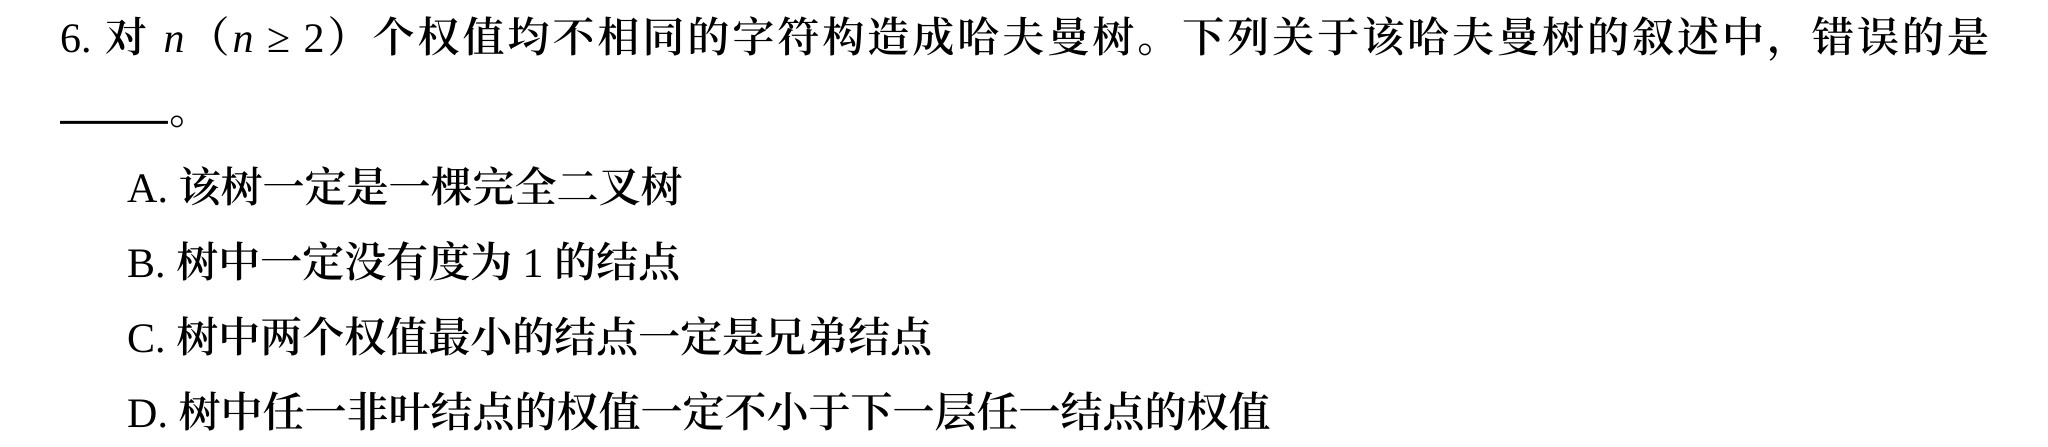 6. 对 n（n ≥ 2）个权值均不相同的字符构造成哈夫曼树。下列关于该哈夫曼树的叙述中，错误的是
_____。
A. 该树一定是一棵完全二叉树
B. 树中一定没有度为 1 的结点
C. 树中两个权值最小的结点一定是兄弟结点
D. 树中任一非叶结点的权值一定不小于下一层任一结点的权值